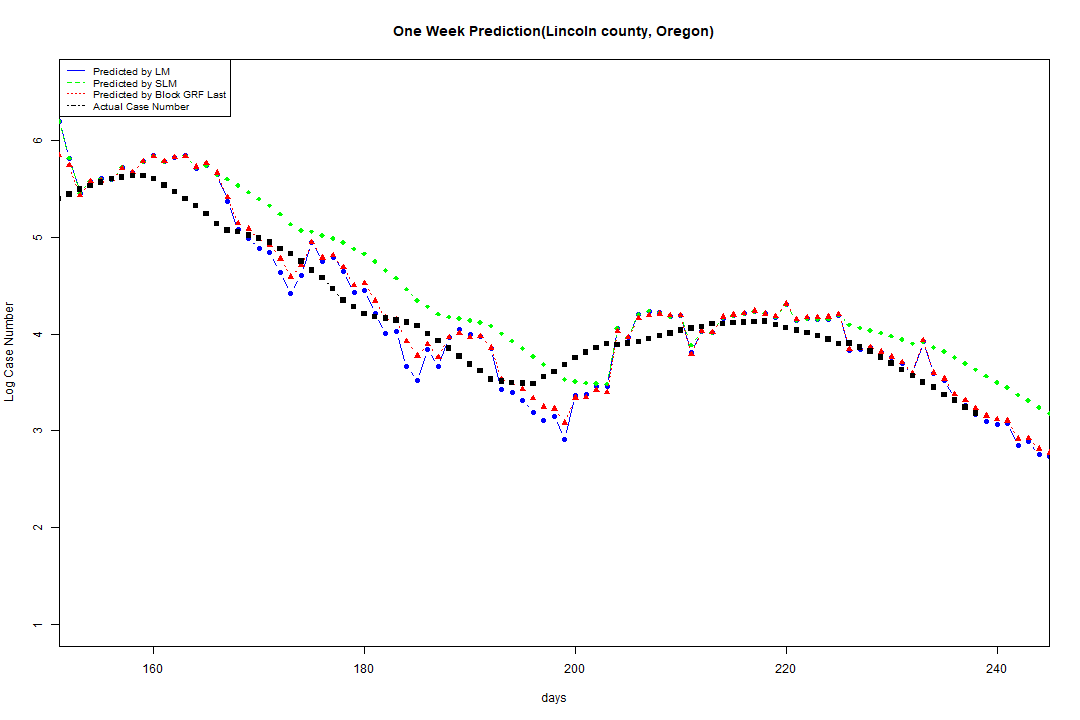 One Week Prediction(Lincoln county, Oregon)
Predicted by LM
Predicted by SLM
Predicted by Block GRF Last
Actual Case Number
Log Case Number
6
5
4
3
2
1
160 180 200 220 240
days